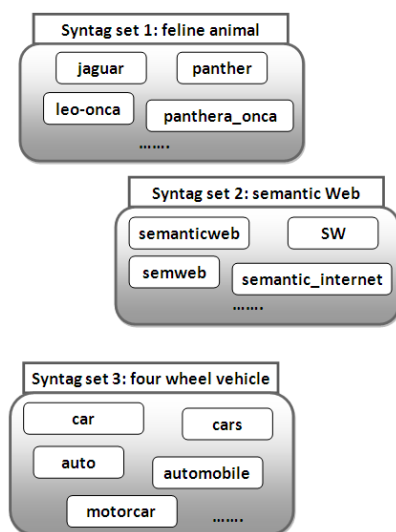 Syntag set 1: feline animal
jaguar panther
leo-onca panthera_onca
.......
Syntag set 2: semantic Web
semanticweb SW
semweb semantic_internet
.......
Syntag set 3: four wheel vehicle
car cars
auto automobile
motorcar .......